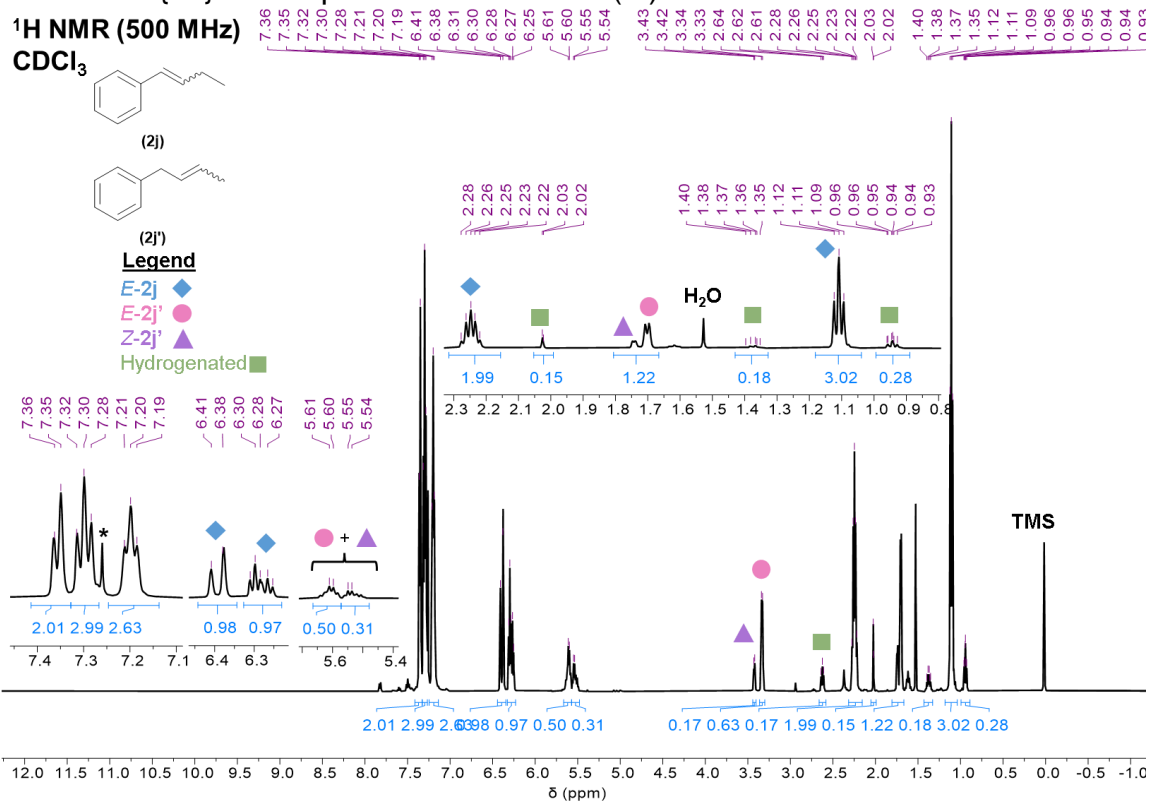 ¹H NMR (500 MHz)
CDCl₃
7.36 7.35 7.32 7.30 7.28 7.21 7.20 7.19 6.41 6.38 6.31 6.30 6.28 6.27 6.25 5.61 5.60 5.55 5.54
3.43 3.42 3.34 3.33 2.64 2.62 2.61 2.28 2.26 2.25 2.23 2.22 2.03 2.02
1.40 1.38 1.37 1.35 1.12 1.11 1.09 0.96 0.96 0.95 0.94 0.94 0.93
(2j)
(2j')
Legend
E-2j
E-2j'
Z-2j'
Hydrogenated
2.28 2.26 2.25 2.23 2.22 2.03 2.02
1.40 1.38 1.37 1.36 1.35 1.12 1.11 1.09 0.96 0.96 0.95 0.94 0.94 0.93
H₂O
1.99 0.15 1.22 0.18 3.02 0.28
2.3 2.2 2.1 2.0 1.9 1.8 1.7 1.6 1.5 1.4 1.3 1.2 1.1 1.0 0.9 0.8
7.36 7.35 7.32 7.30 7.28 7.21 7.20 7.19
6.41 6.38 6.30 6.28 6.27
5.61 5.60 5.55 5.54
*
+
2.01 2.99 2.63
0.98 0.97
0.50 0.31
7.4 7.3 7.2 7.1
6.4 6.3
5.6 5.4
TMS
2.01 2.99 2.63 0.98 0.97 0.50 0.31 0.17 0.63 0.17 1.99 0.15 1.22 0.18 3.02 0.28
12.0 11.5 11.0 10.5 10.0 9.5 9.0 8.5 8.0 7.5 7.0 6.5 6.0 5.5 5.0 4.5 4.0 3.5 3.0 2.5 2.0 1.5 1.0 0.5 0.0 -0.5 -1.0
δ (ppm)